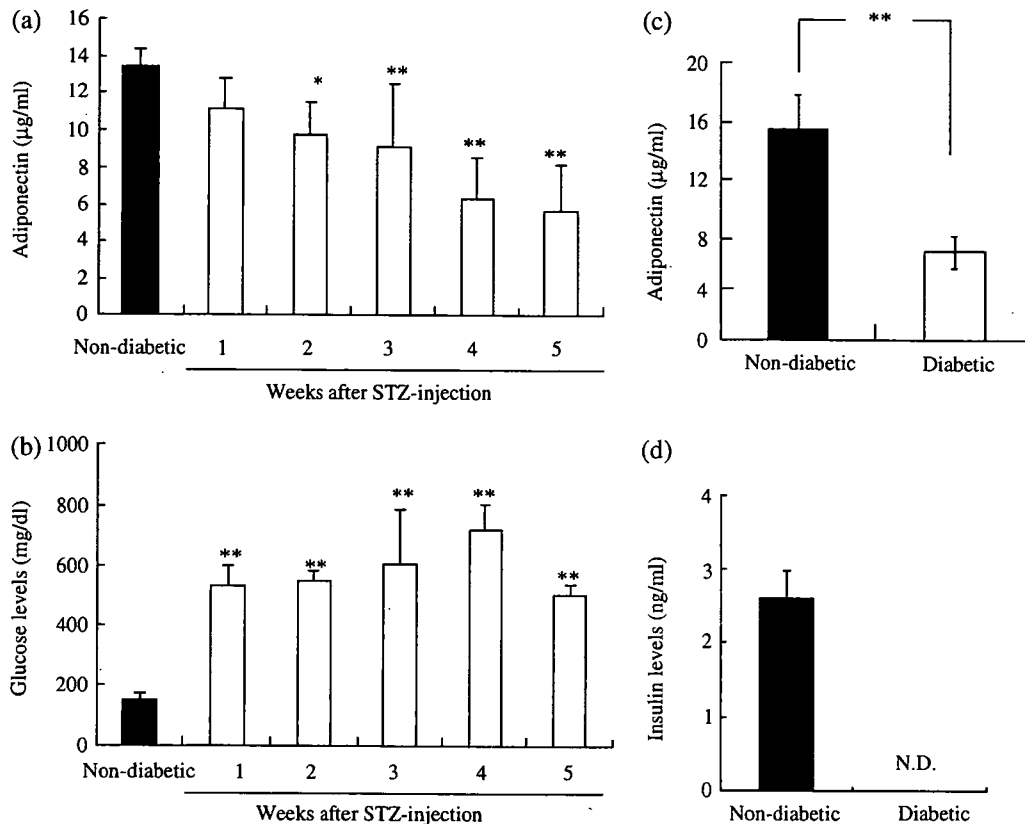 (a)
16
14
12
10
8
6
4
2
0
Adiponectin (μg/ml)
*
**
**
**
Non-diabetic 1 2 3 4 5
Weeks after STZ-injection
(c)
**
20
16
12
8
4
0
Adiponectin (μg/ml)
Non-diabetic Diabetic
(b)
1000
800
600
400
200
0
Glucose levels (mg/dl)
**
**
**
**
**
Non-diabetic 1 2 3 4 5
Weeks after STZ-injection
(d)
4
3
2
1
0
Insulin levels (ng/ml)
N.D.
Non-diabetic Diabetic